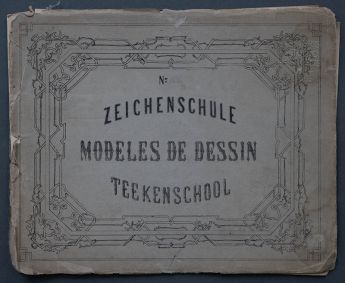 Nº
ZEICHENSCHULE
MODELES DE DESSIN
TEEKENSCHOOL